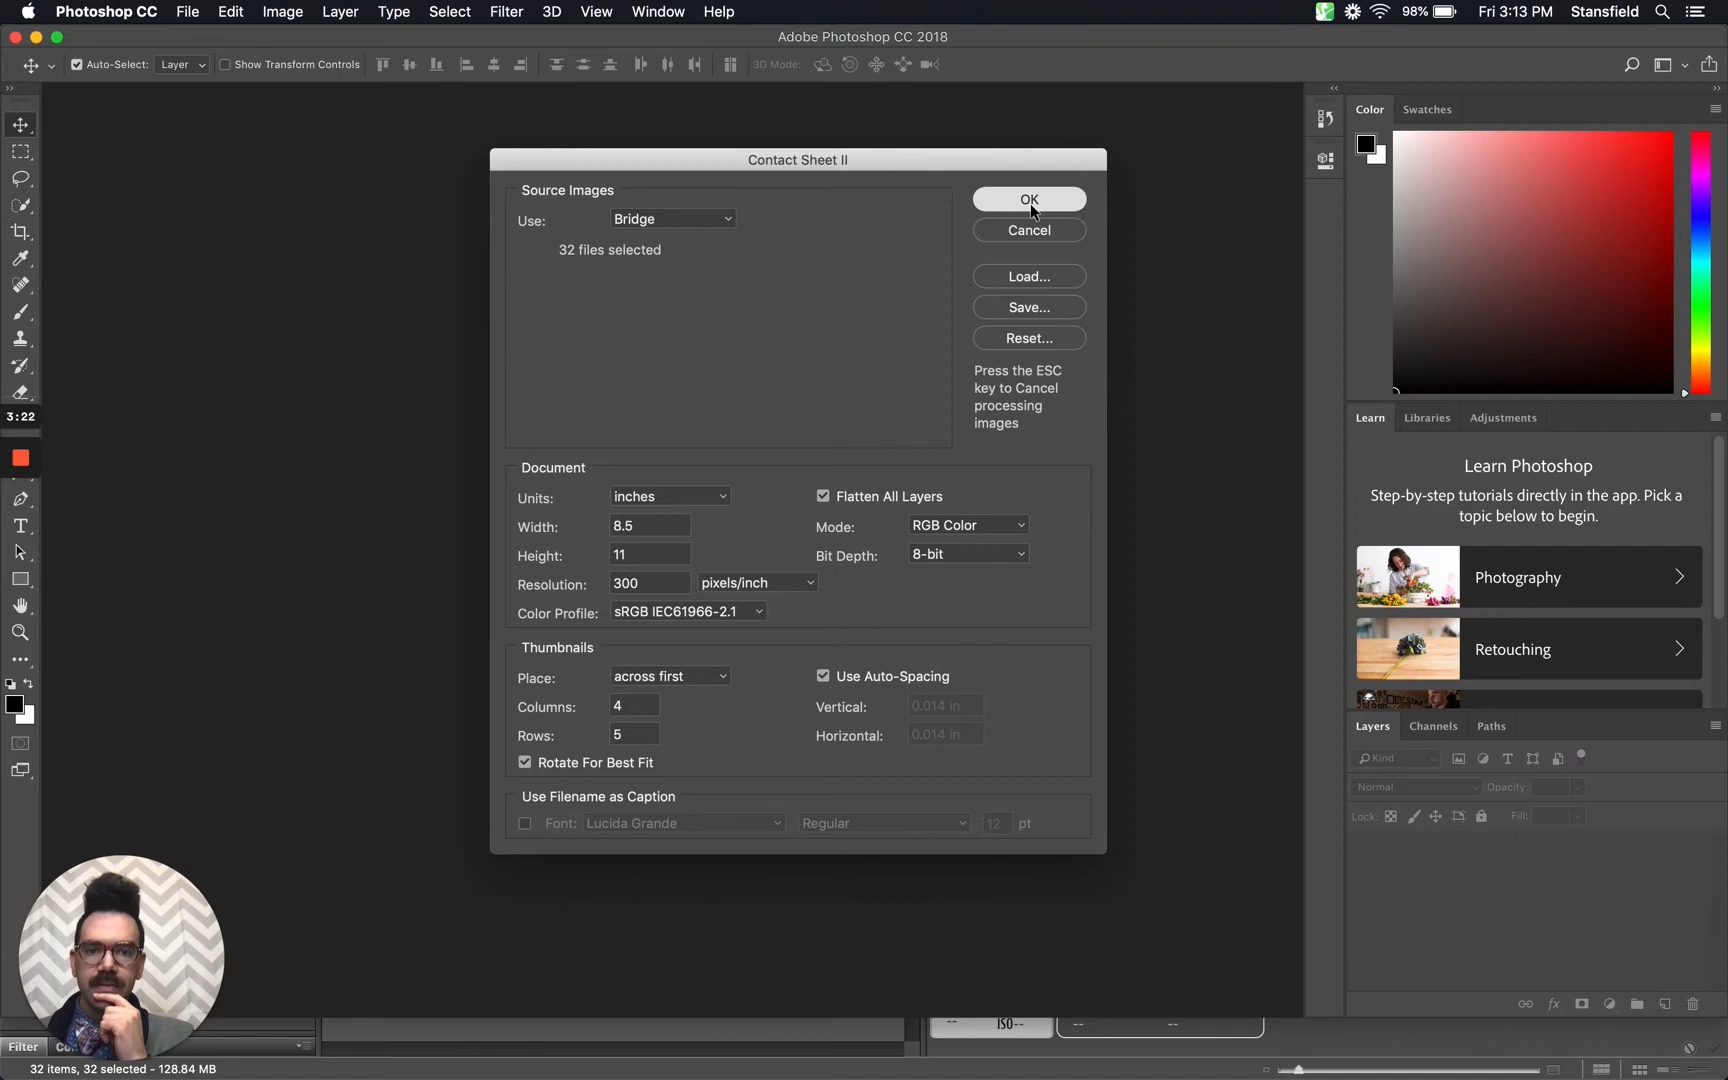 Photoshop CC File Edit Image Layer Type Select Filter 3D View Window Help 98% Fri 3:13 PM Stansfield
Adobe Photoshop CC 2018
Auto-Select: Layer Show Transform Controls 3D Mode:
Color Swatches
Contact Sheet II
Source Images
Use: Bridge
32 files selected
OK
Cancel
Load...
Save...
Reset...
Press the ESC
key to Cancel
processing
images
3:22
Document
Units: inches
Flatten All Layers
Width: 8.5
Mode: RGB Color
Height: 11
Bit Depth: 8-bit
Resolution: 300 pixels/inch
Color Profile: sRGB IEC61966-2.1
Thumbnails
Place: across first
Use Auto-Spacing
Columns: 4
Vertical: 0.014 in
Rows: 5
Horizontal: 0.014 in
Rotate For Best Fit
Use Filename as Caption
Font: Lucida Grande Regular 12 pt
Learn Libraries Adjustments
Learn Photoshop
Step-by-step tutorials directly in the app. Pick a
topic below to begin.
Photography
Retouching
Layers Channels Paths
Kind
Normal Opacity:
Lock: Fill:
fx
-- ISO-- -- --
Filter
32 items, 32 selected - 128.84 MB